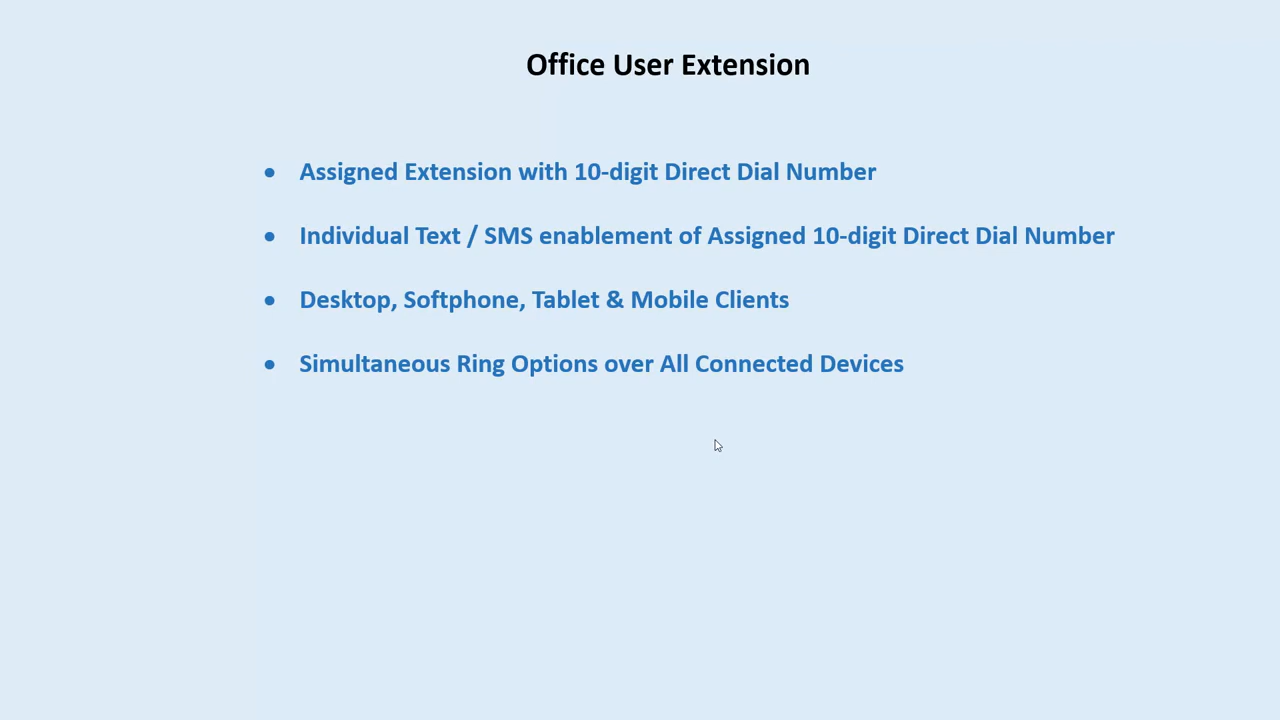 Office User Extension
• Assigned Extension with 10-digit Direct Dial Number
• Individual Text / SMS enablement of Assigned 10-digit Direct Dial Number
• Desktop, Softphone, Tablet & Mobile Clients
• Simultaneous Ring Options over All Connected Devices